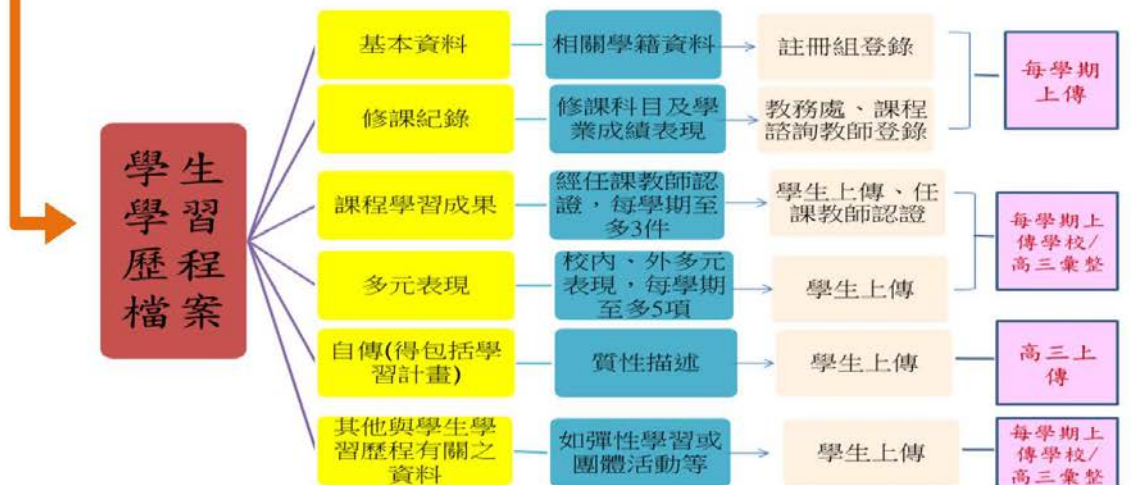 學生
學習
歷程
檔案
基本資料
相關學籍資料
註冊組登錄
每學期
上傳
修課紀錄
修課科目及學
業成績表現
教務處、課程
諮詢教師登錄
課程學習成果
經任課教師認
證，每學期至
多3件
學生上傳、任
課教師認證
每學期上
傳學校/
高三彙整
多元表現
校內、外多元
表現，每學期
至多5項
學生上傳
自傳(得包括學
習計畫)
質性描述
學生上傳
高三上
傳
其他與學生學
習歷程有關之
資料
如彈性學習或
團體活動等
學生上傳
每學期上
傳學校/
高三彙整